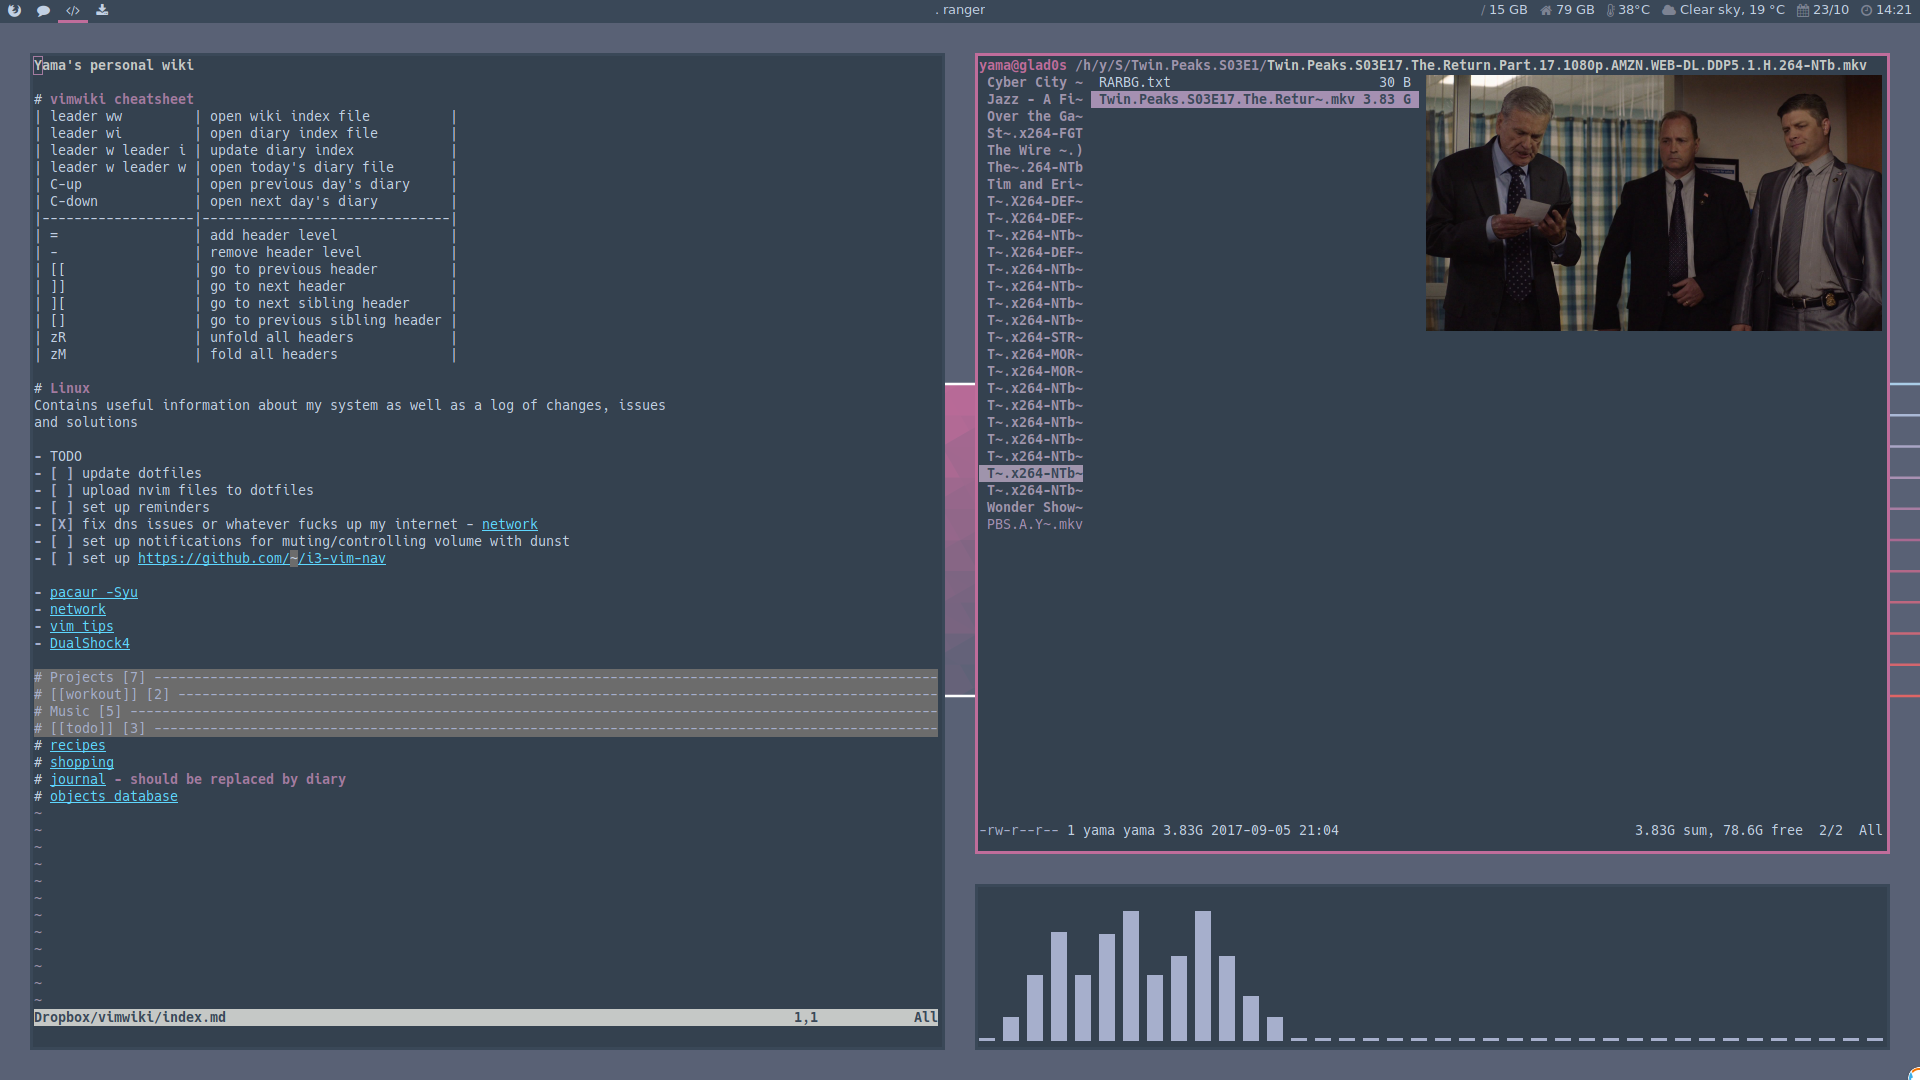 . ranger
/ 15 GB 79 GB 38°C Clear sky, 19 °C 23/10 14:21
Yama's personal wiki
# vimwiki cheatsheet
| leader ww | open wiki index file |
| leader wi | open diary index file |
| leader w leader i | update diary index |
| leader w leader w | open today's diary file |
| C-up | open previous day's diary |
| C-down | open next day's diary |
|-------------------|-------------------------------|
| = | add header level |
| - | remove header level |
| [[ | go to previous header |
| ]] | go to next header |
| ][ | go to next sibling header |
| [] | go to previous sibling header |
| zR | unfold all headers |
| zM | fold all headers |
# Linux
Contains useful information about my system as well as a log of changes, issues
and solutions
- TODO
- [ ] update dotfiles
- [ ] upload nvim files to dotfiles
- [ ] set up reminders
- [X] fix dns issues or whatever fucks up my internet - network
- [ ] set up notifications for muting/controlling volume with dunst
- [ ] set up https://github.com/~/i3-vim-nav
- pacaur -Syu
- network
- vim tips
- DualShock4
# Projects [7] ---
# [[workout]] [2] ---
# Music [5] ---
# [[todo]] [3] ---
# recipes
# shopping
# journal - should be replaced by diary
# objects database
~
~
~
~
~
~
~
~
~
~
~
~
Dropbox/vimwiki/index.md 1,1 All
yama@glad0s /h/y/S/Twin.Peaks.S03E1/Twin.Peaks.S03E17.The.Return.Part.17.1080p.AMZN.WEB-DL.DDP5.1.H.264-NTb.mkv
Cyber City ~ RARBG.txt 30 B
Jazz - A Fi~ Twin.Peaks.S03E17.The.Retur~.mkv 3.83 G
Over the Ga~
St~.x264-FGT
The Wire ~.)
The~.264-NTb
Tim and Eri~
T~.X264-DEF~
T~.X264-DEF~
T~.x264-NTb~
T~.X264-DEF~
T~.x264-NTb~
T~.x264-NTb~
T~.x264-NTb~
T~.x264-NTb~
T~.x264-STR~
T~.x264-MOR~
T~.x264-MOR~
T~.x264-NTb~
T~.x264-NTb~
T~.x264-NTb~
T~.x264-NTb~
T~.x264-NTb~
T~.x264-NTb~
T~.x264-NTb~
Wonder Show~
PBS.A.Y~.mkv
-rw-r--r-- 1 yama yama 3.83G 2017-09-05 21:04 3.83G sum, 78.6G free 2/2 All